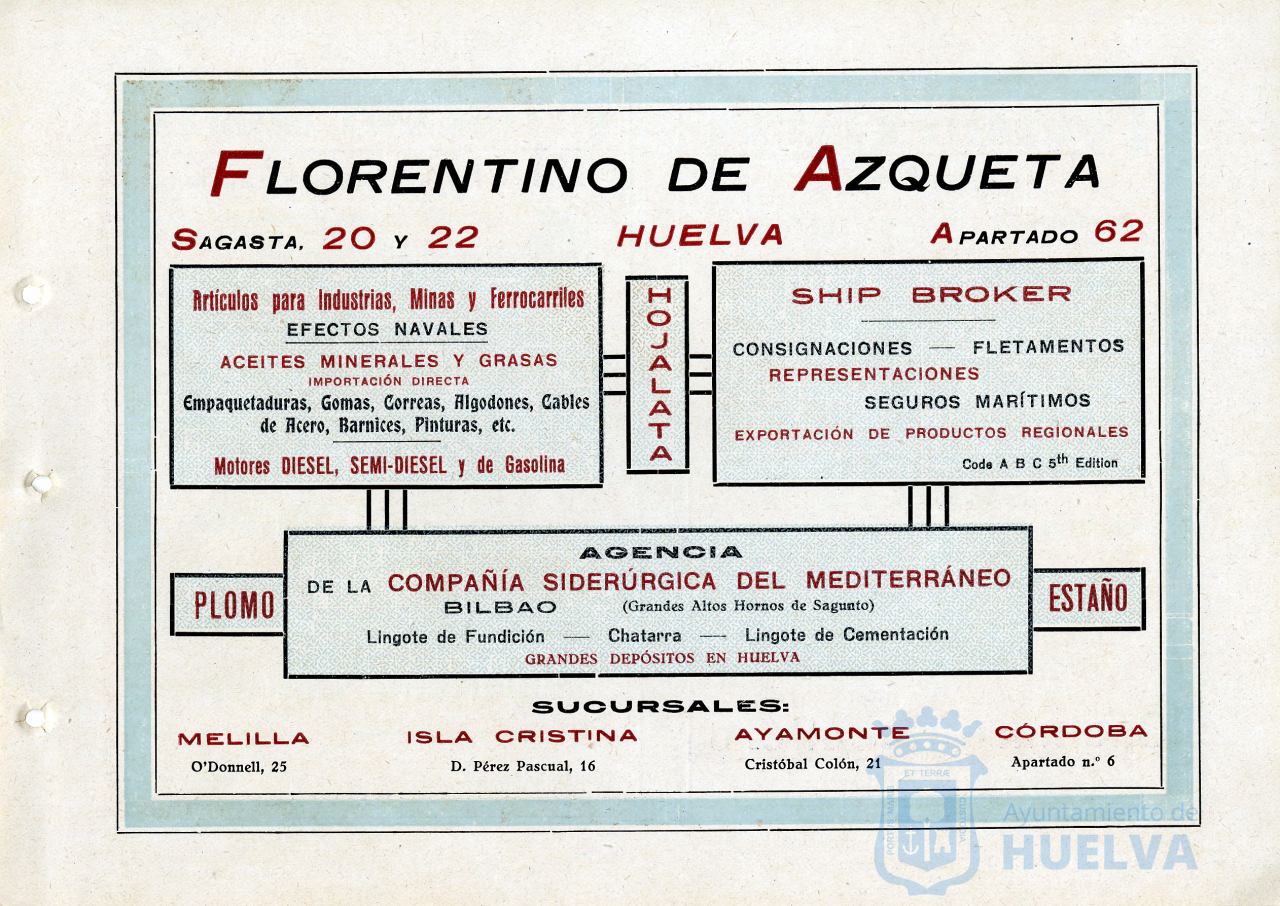 FLORENTINO DE AZQUETA
SAGASTA, 20 Y 22
HUELVA
APARTADO 62
Artículos para Industrias, Minas y Ferrocarriles
EFECTOS NAVALES
ACEITES MINERALES Y GRASAS
IMPORTACIÓN DIRECTA
Empaquetaduras, Gomas, Correas, Algodones, Cables
de Acero, Barnices, Pinturas, etc.
Motores DIESEL, SEMI-DIESEL y de Gasolina
HOJALATA
SHIP BROKER
CONSIGNACIONES — FLETAMENTOS
REPRESENTACIONES
SEGUROS MARÍTIMOS
EXPORTACIÓN DE PRODUCTOS REGIONALES
Code A B C 5th Edition
AGENCIA
DE LA COMPAÑÍA SIDERÚRGICA DEL MEDITERRÁNEO
BILBAO (Grandes Altos Hornos de Sagunto)
Lingote de Fundición — Chatarra — Lingote de Cementación
GRANDES DEPÓSITOS EN HUELVA
PLOMO
ESTAÑO
SUCURSALES:
MELILLA
O'Donnell, 25
ISLA CRISTINA
D. Pérez Pascual, 16
AYAMONTE
Cristóbal Colón, 21
CÓRDOBA
Apartado n.º 6
PORTUS MARIS
ET TERRÆ
CUSTODIA
Ayuntamiento de
HUELVA